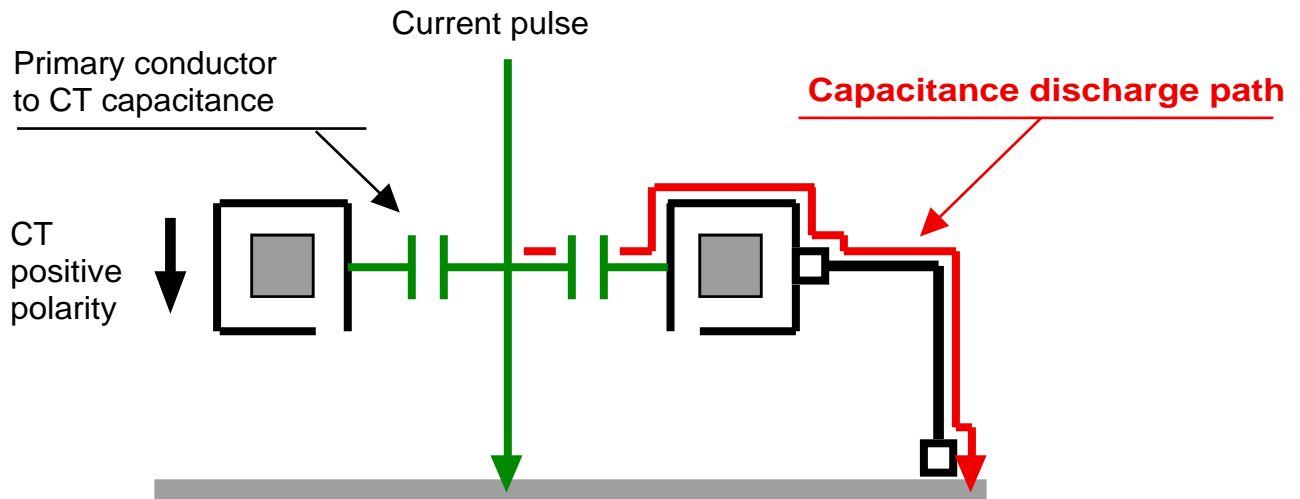 Current pulse
Primary conductor
to CT capacitance
Capacitance discharge path
CT
positive
polarity